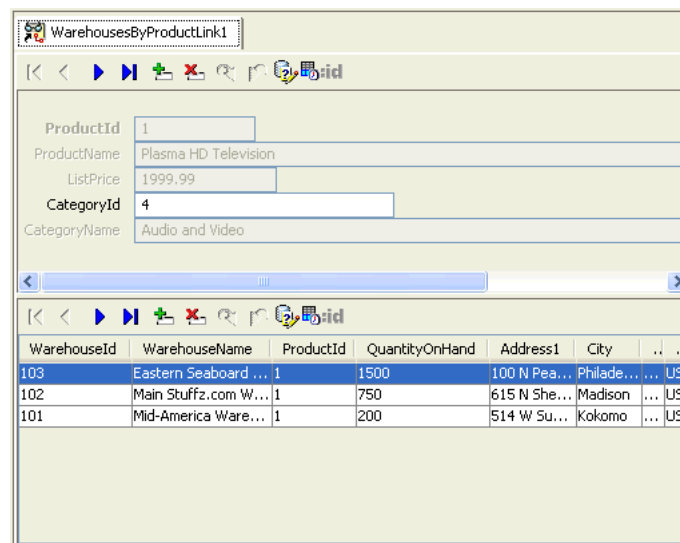 WarehousesByProductLink1
:id
ProductId 1
ProductName Plasma HD Television
ListPrice 1999.99
CategoryId 4
CategoryName Audio and Video
:id
WarehouseId WarehouseName ProductId QuantityOnHand Address1 City .. .
103 Eastern Seaboard ... 1 1500 100 N Pea... Philade... ... US
102 Main Stuffz.com W... 1 750 615 N She... Madison ... US
101 Mid-America Ware... 1 200 514 W Su... Kokomo ... US